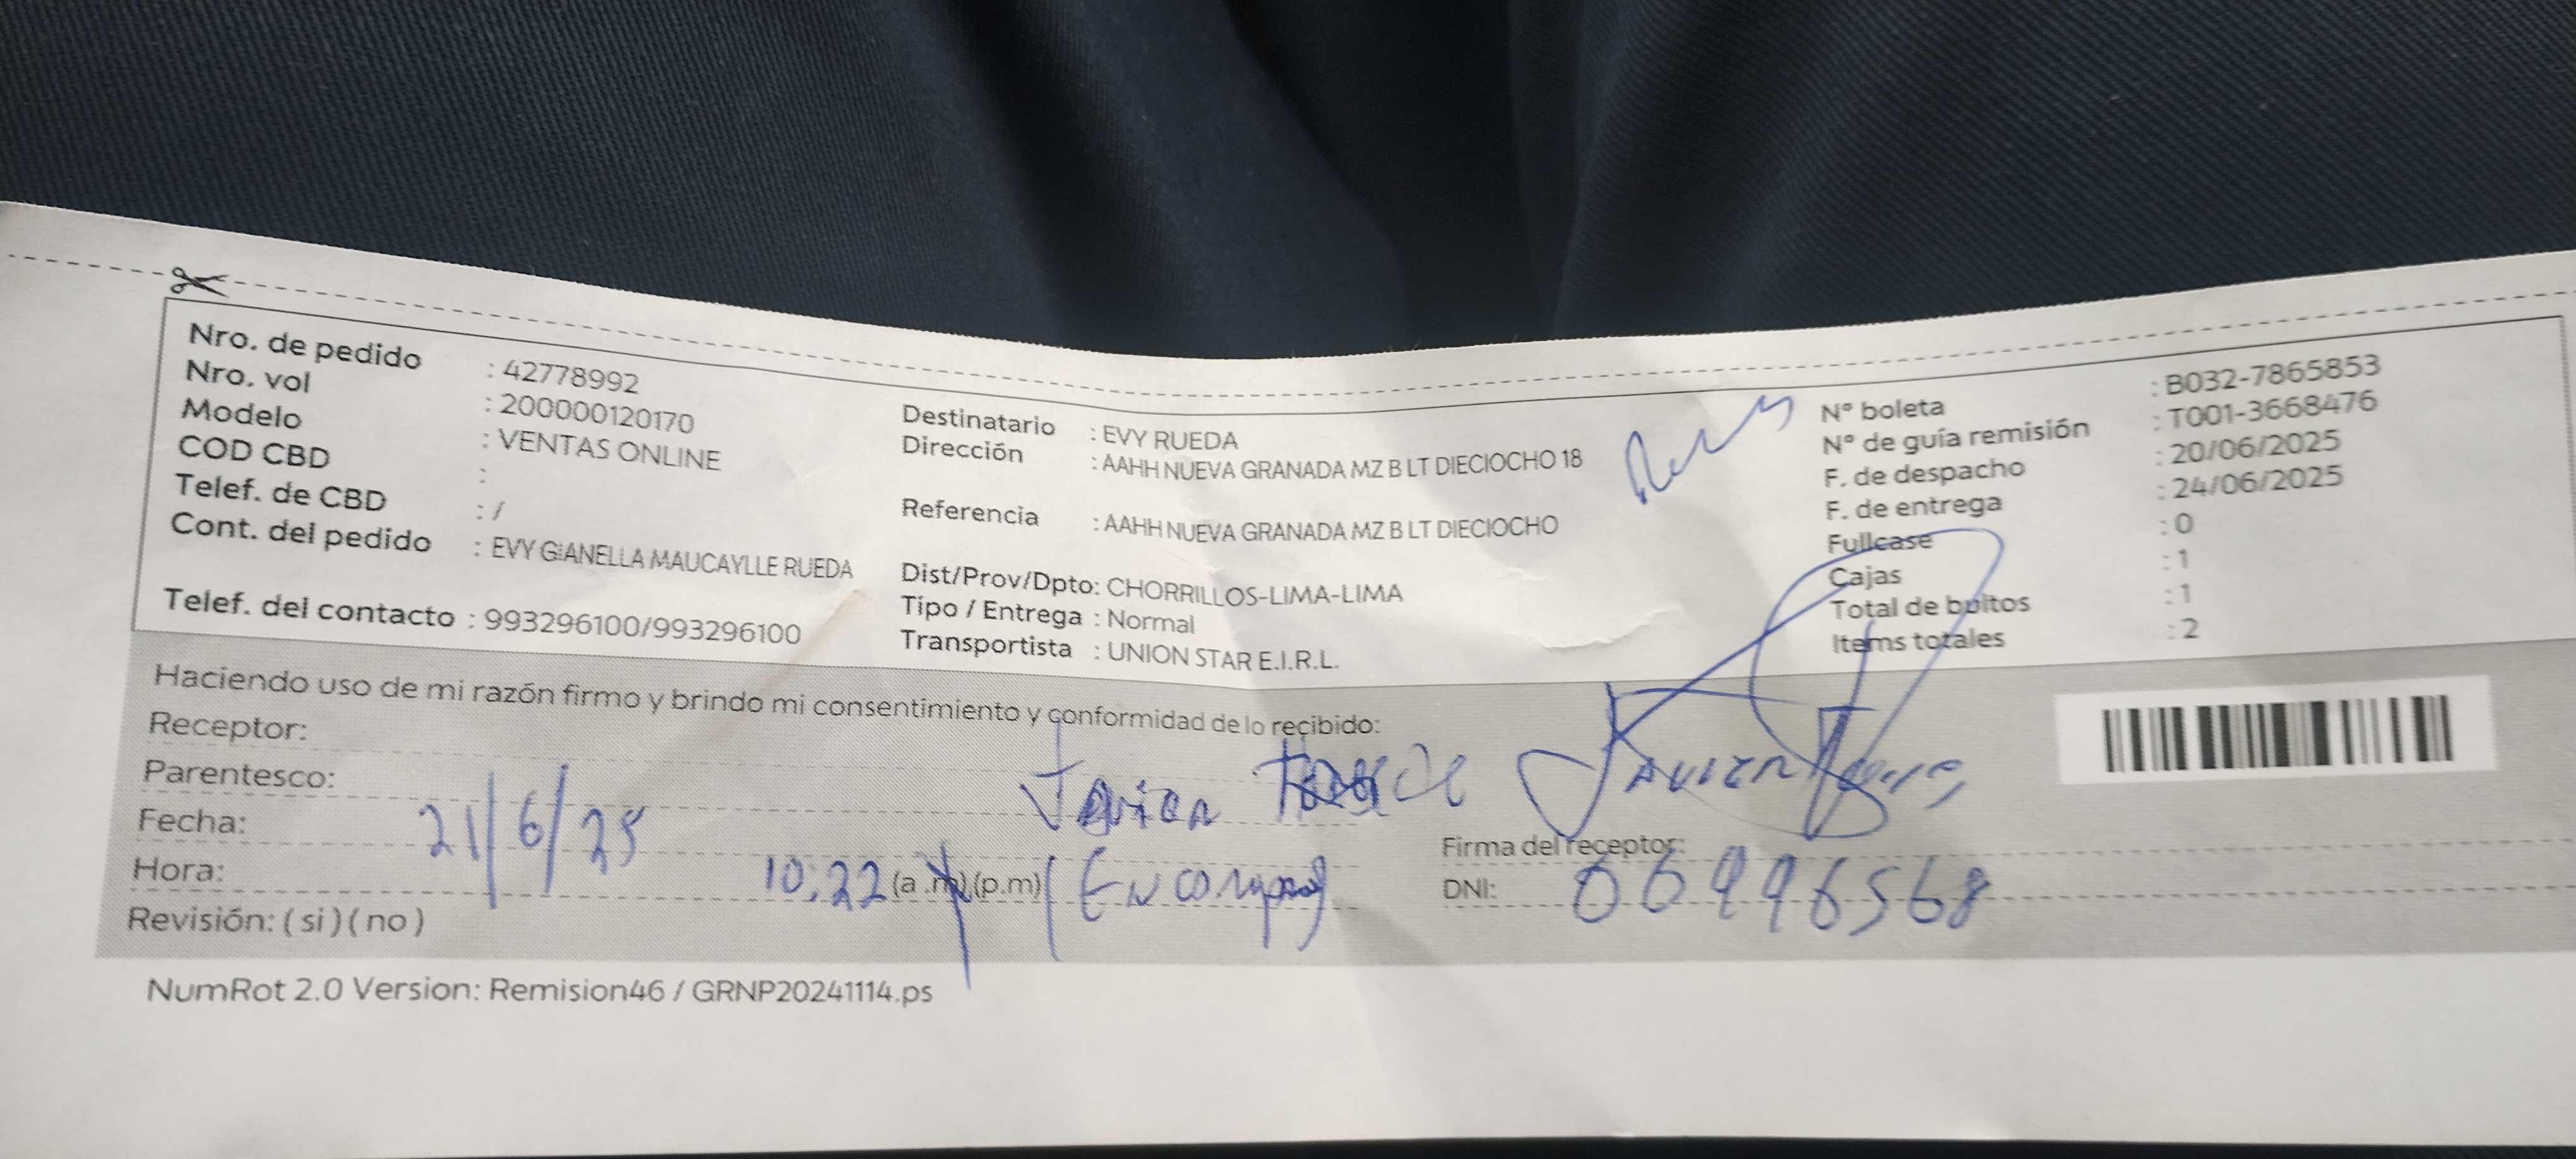 Nro. de pedido : 42778992
Nro. vol : 200000120170
Modelo : VENTAS ONLINE
COD CBD :
Telef. de CBD : /
Cont. del pedido : EVY GIANELLA MAUCAYLLE RUEDA
Telef. del contacto : 993296100/993296100
Destinatario : EVY RUEDA
Dirección : AAHH NUEVA GRANADA MZ B LT DIECIOCHO 18
Referencia : AAHH NUEVA GRANADA MZ B LT DIECIOCHO
Dist/Prov/Dpto: CHORRILLOS-LIMA-LIMA
Tipo / Entrega : Normal
Transportista : UNION STAR E.I.R.L.
N° boleta : B032-7865853
N° de guía remisión : T001-3668476
F. de despacho : 20/06/2025
F. de entrega : 24/06/2025
Fullcase : 0
Cajas : 1
Total de bultos : 1
Items totales : 2
Haciendo uso de mi razón firmo y brindo mi consentimiento y conformidad de lo recibido:
Receptor:
Parentesco: Javier
Fecha: 21/6/25
Firma del receptor:
Hora: 10:22 (a.m) (p.m)
DNI: 06996568
Revisión: ( si ) ( no )
NumRot 2.0 Version: Remision46 / GRNP20241114.ps